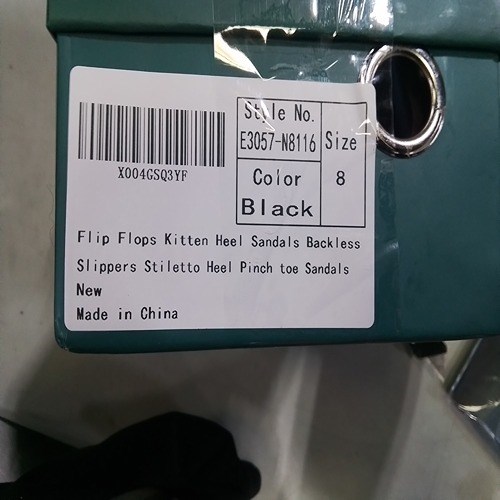 Style No.
E3057-N8116
Size
Color
8
Black
X004GSQ3YF
Flip Flops Kitten Heel Sandals Backless
Slippers Stiletto Heel Pinch toe Sandals
New
Made in China